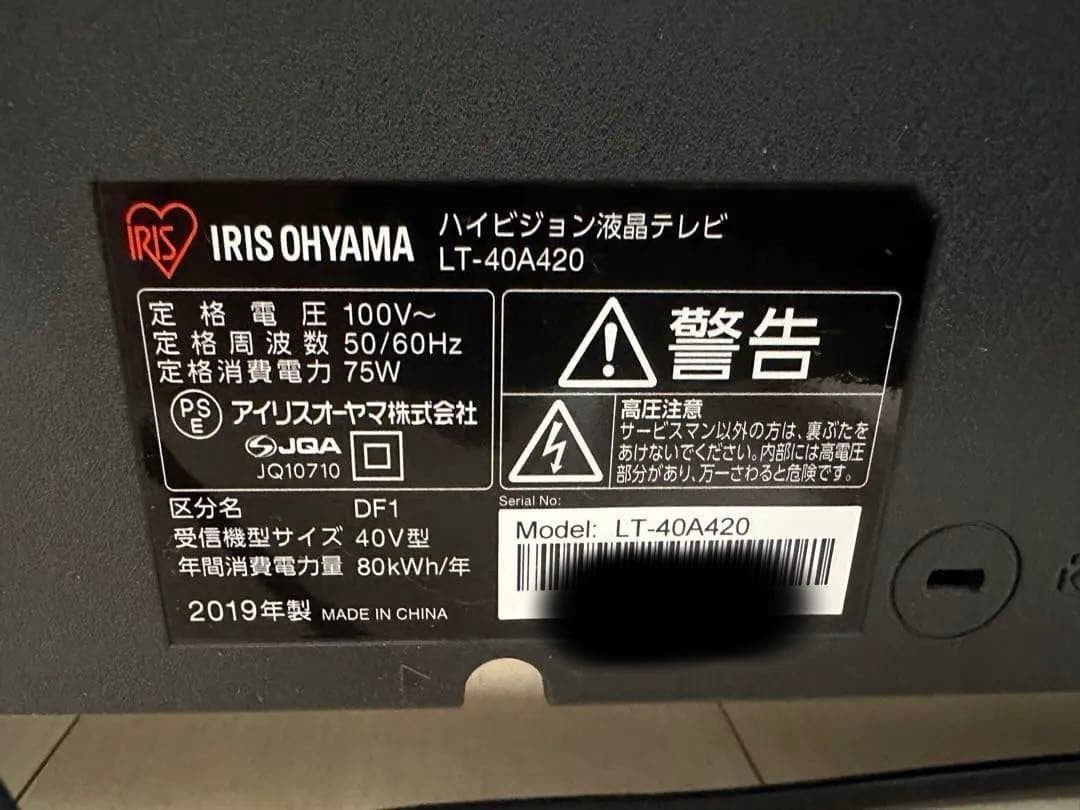 IRIS
IRIS OHYAMA
ハイビジョン液晶テレビ
LT-40A420
定格電圧 100V～
定格周波数 50/60Hz
定格消費電力 75W
PSE アイリスオーヤマ株式会社
JQA
JQ10710
警告
高圧注意
サービスマン以外の方は、裏ぶたを
あけないでください。内部には高電圧
部分があり、万一さわると危険です。
区分名 DF1
受信機型サイズ 40V型
年間消費電力量 80kWh/年
2019年製 MADE IN CHINA
Serial No:
Model: LT-40A420